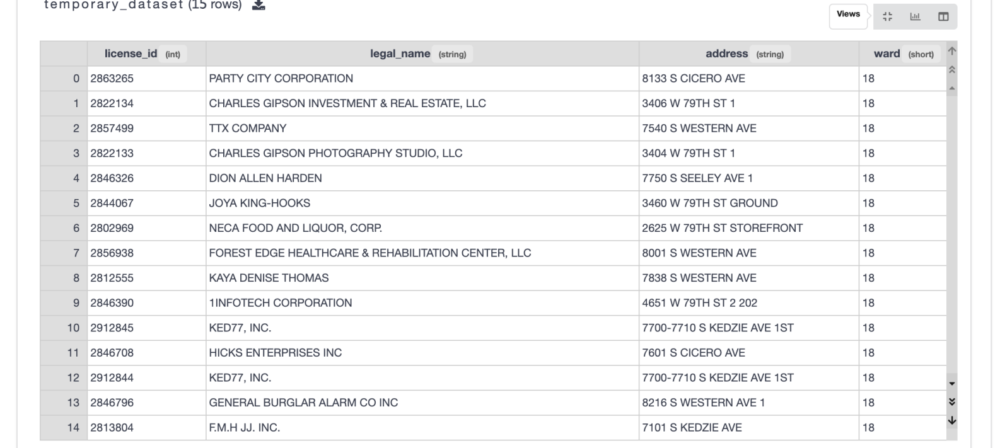 temporary_dataset (15 rows)
Views
license_id (int) legal_name (string) address (string) ward (short)
0 2863265 PARTY CITY CORPORATION 8133 S CICERO AVE 18
1 2822134 CHARLES GIPSON INVESTMENT & REAL ESTATE, LLC 3406 W 79TH ST 1 18
2 2857499 TTX COMPANY 7540 S WESTERN AVE 18
3 2822133 CHARLES GIPSON PHOTOGRAPHY STUDIO, LLC 3404 W 79TH ST 1 18
4 2846326 DION ALLEN HARDEN 7750 S SEELEY AVE 1 18
5 2844067 JOYA KING-HOOKS 3460 W 79TH ST GROUND 18
6 2802969 NECA FOOD AND LIQUOR, CORP. 2625 W 79TH ST STOREFRONT 18
7 2856938 FOREST EDGE HEALTHCARE & REHABILITATION CENTER, LLC 8001 S WESTERN AVE 18
8 2812555 KAYA DENISE THOMAS 7838 S WESTERN AVE 18
9 2846390 1INFOTECH CORPORATION 4651 W 79TH ST 2 202 18
10 2912845 KED77, INC. 7700-7710 S KEDZIE AVE 1ST 18
11 2846708 HICKS ENTERPRISES INC 7601 S CICERO AVE 18
12 2912844 KED77, INC. 7700-7710 S KEDZIE AVE 1ST 18
13 2846796 GENERAL BURGLAR ALARM CO INC 8216 S WESTERN AVE 1 18
14 2813804 F.M.H JJ. INC. 7101 S KEDZIE AVE 18